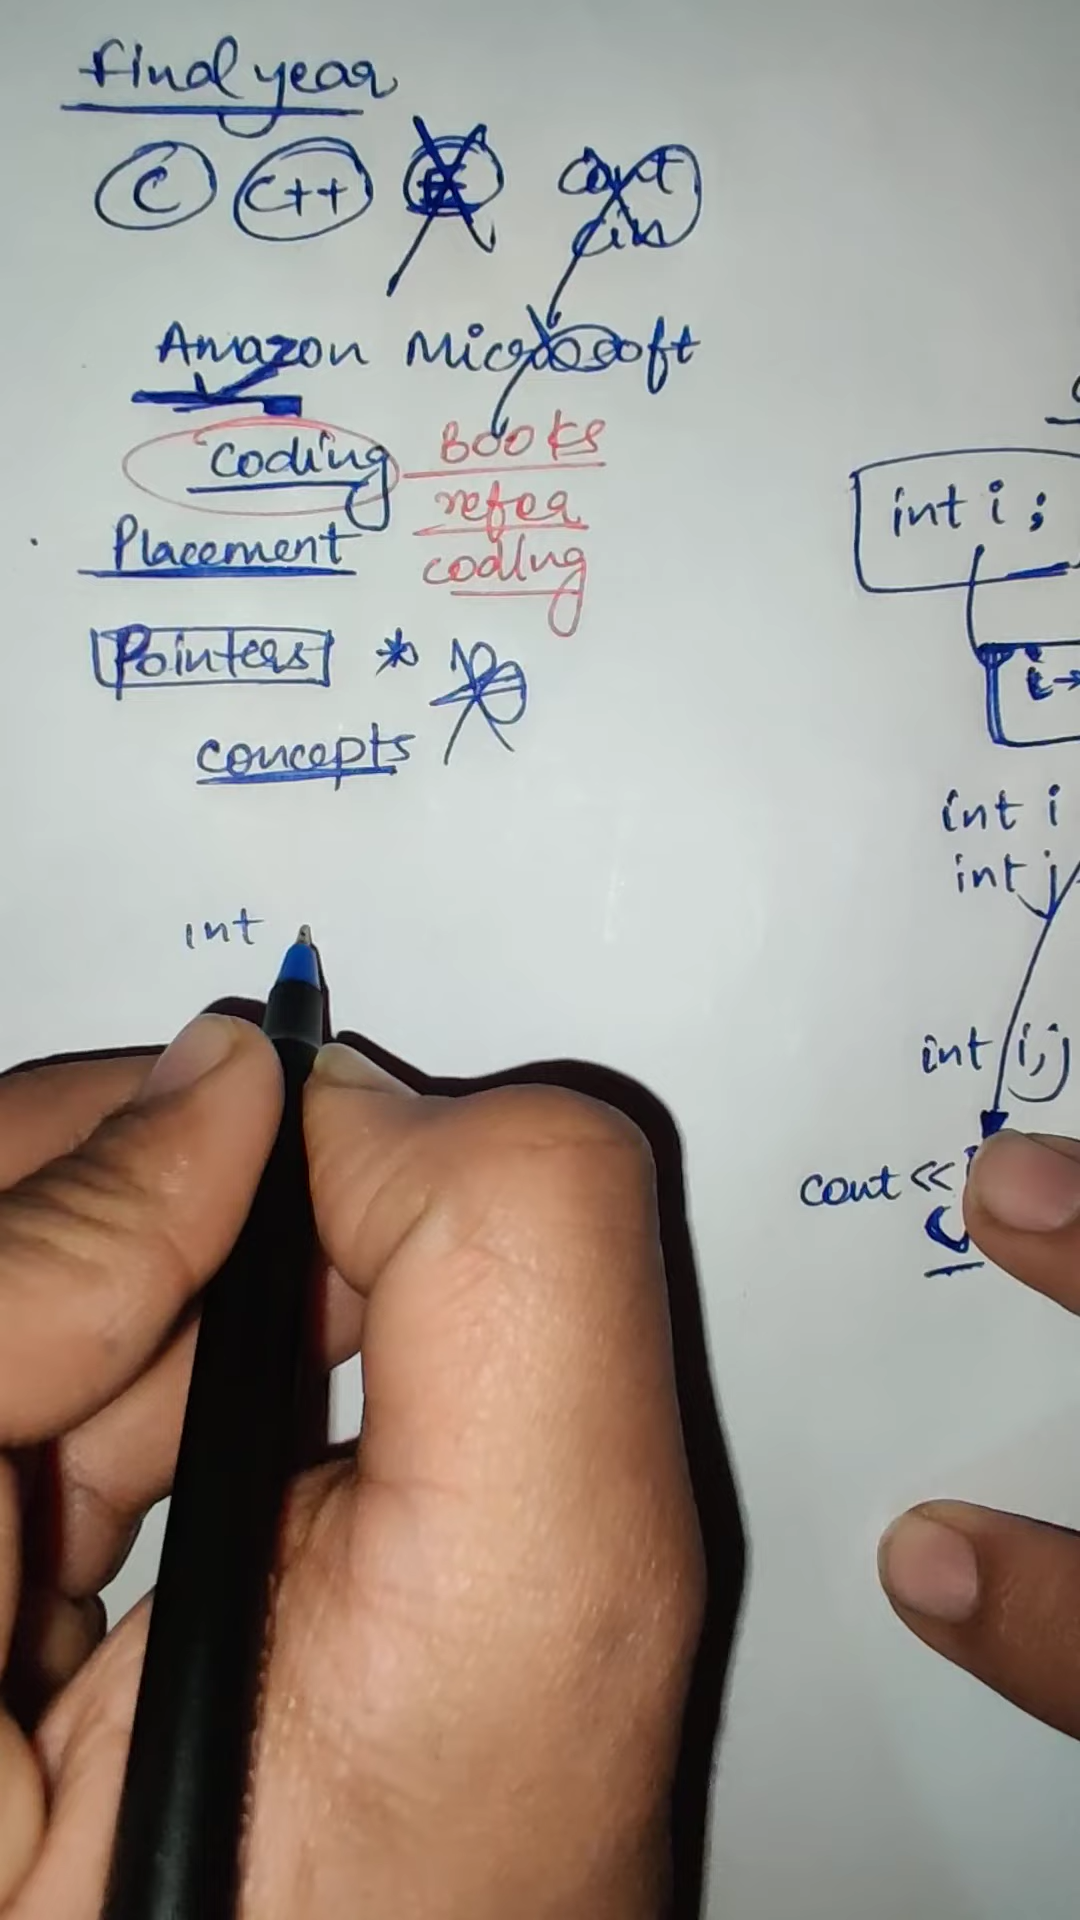 Final year
C C++ cout
cin
Amazon Microsoft
coding Books
refer
Placement coding
Pointers *
concepts
int
int i ;
i→
int i
int j
int i,j
cout <<